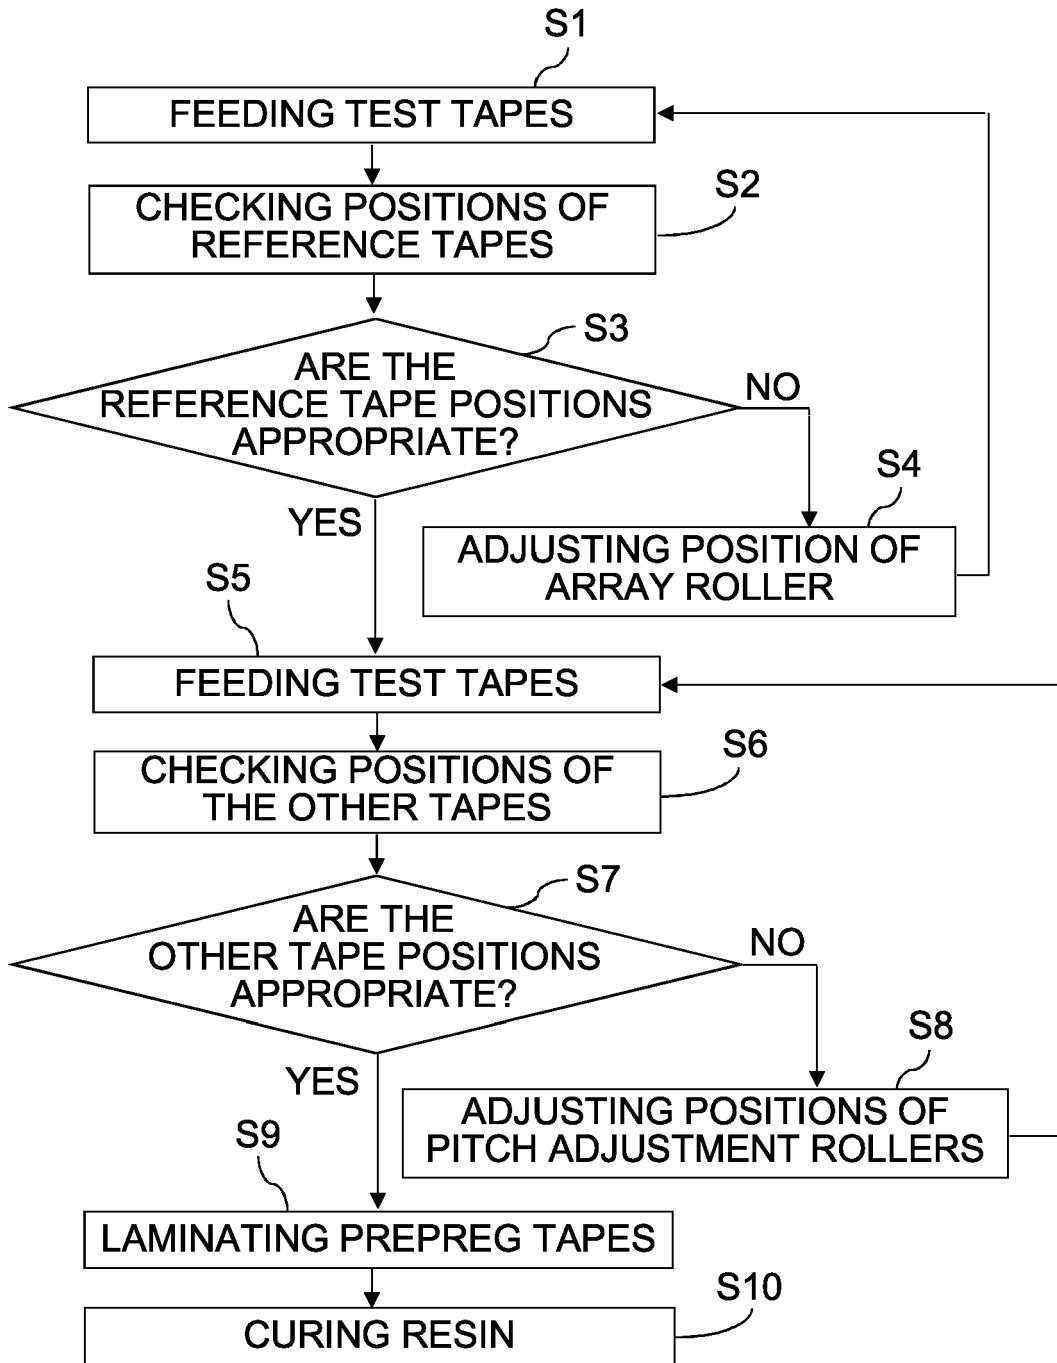 S1
FEEDING TEST TAPES
S2
CHECKING POSITIONS OF
REFERENCE TAPES
S3
ARE THE
REFERENCE TAPE POSITIONS
APPROPRIATE?
NO
YES
S4
ADJUSTING POSITION OF
ARRAY ROLLER
S5
FEEDING TEST TAPES
S6
CHECKING POSITIONS OF
THE OTHER TAPES
S7
ARE THE
OTHER TAPE POSITIONS
APPROPRIATE?
NO
YES
S8
ADJUSTING POSITIONS OF
PITCH ADJUSTMENT ROLLERS
S9
LAMINATING PREPREG TAPES
S10
CURING RESIN